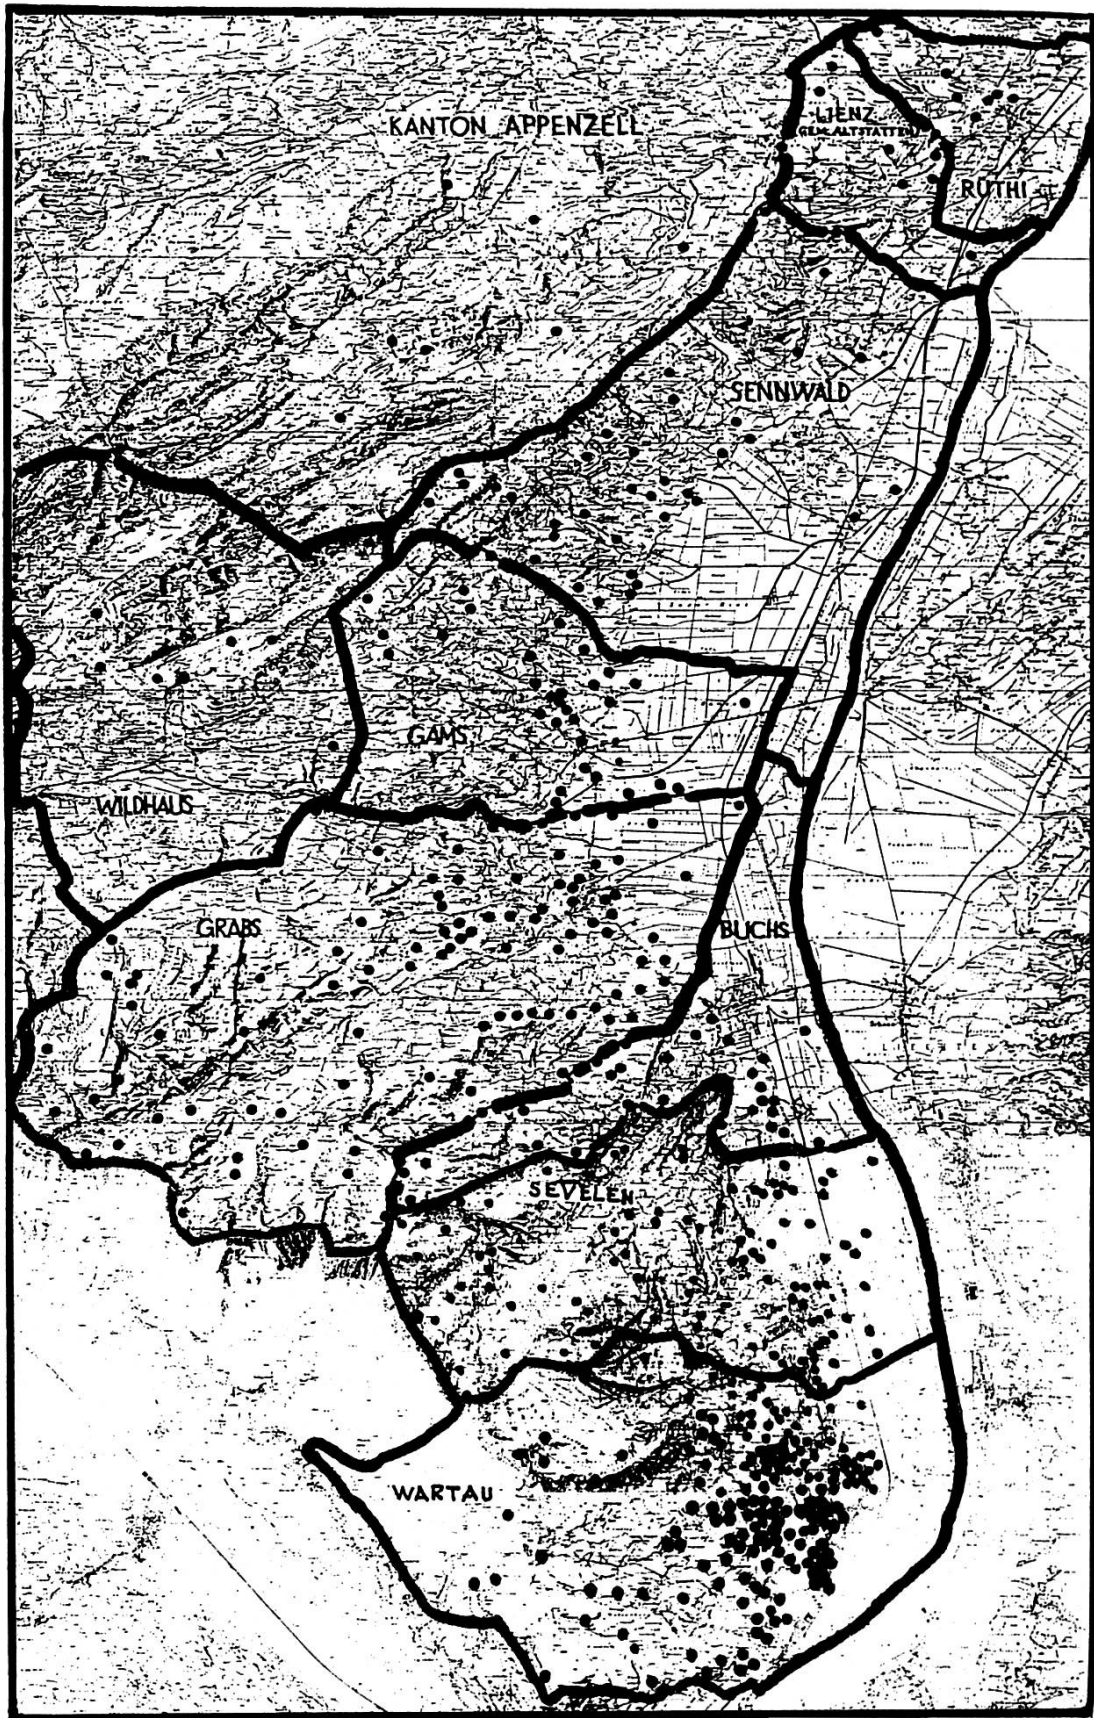 KANTON APPENZELL
LIENZ
(GEM. ALTSTÄTTEN)
RÜTHI
SENNWALD
GAMS
WILDHAUS
GRABS
BUCHS
SEVELEN
WARTAU